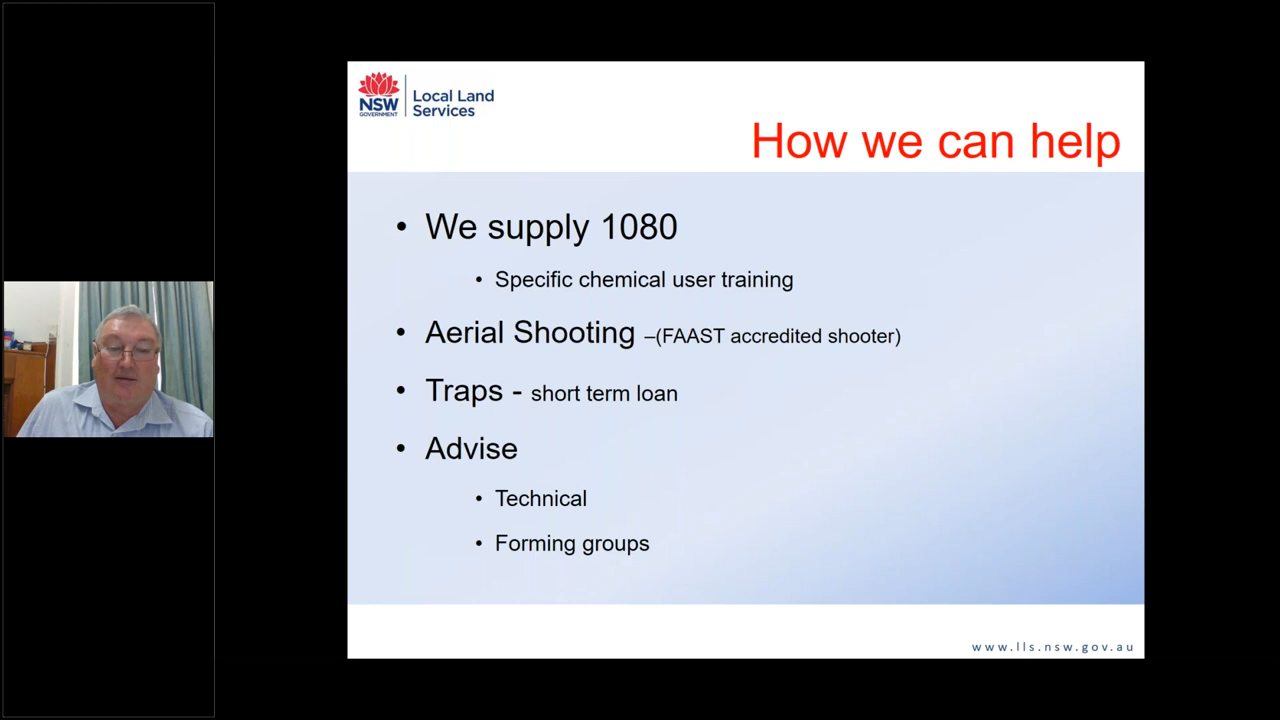 NSW
GOVERNMENT
Local Land
Services
How we can help
• We supply 1080
• Specific chemical user training
• Aerial Shooting –(FAAST accredited shooter)
• Traps - short term loan
• Advise
• Technical
• Forming groups
www.lls.nsw.gov.au